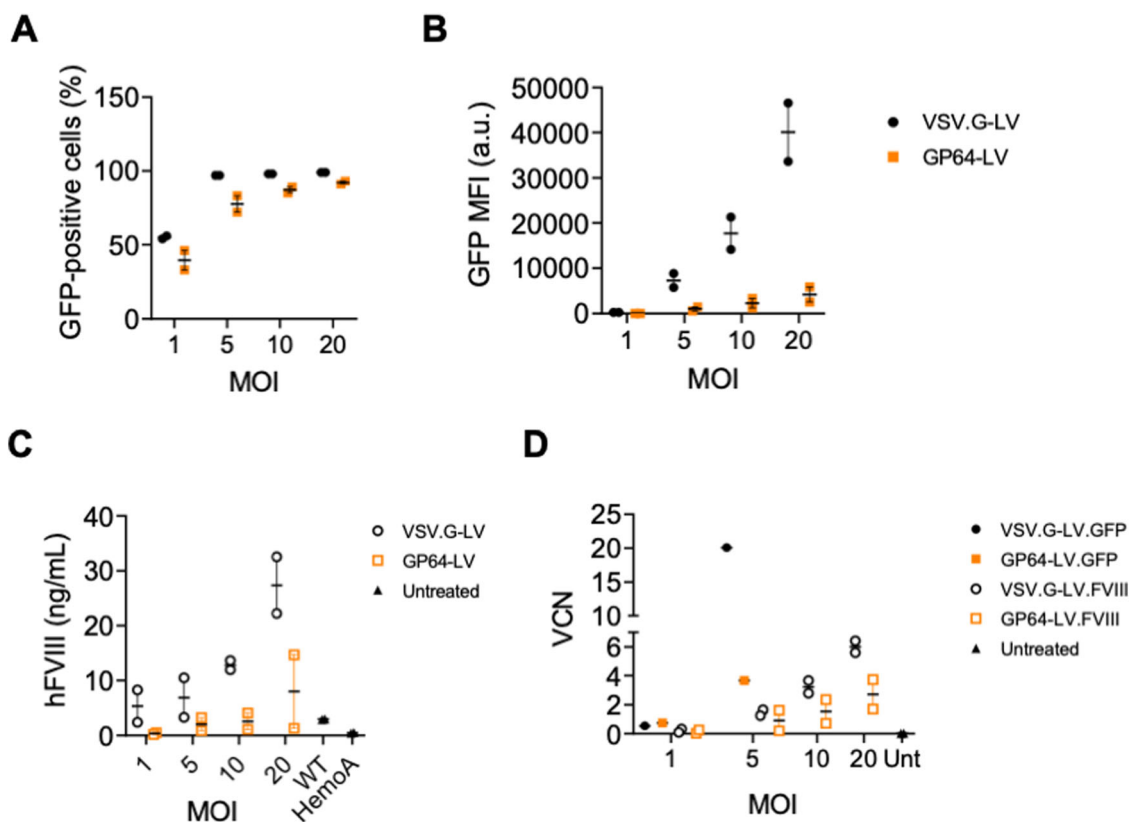 A
GFP-positive cells (%)
150
100
50
0
1 5 10 20
MOI
B
GFP MFI (a.u.)
50000
40000
30000
20000
10000
0
1 5 10 20
MOI
VSV.G-LV
GP64-LV
C
hFVIII (ng/mL)
40
30
20
10
0
1 5 10 20 WT HemoA
MOI
VSV.G-LV
GP64-LV
Untreated
D
VCN
25
20
15
10
6
4
2
0
1 5 10 20 Unt
MOI
VSV.G-LV.GFP
GP64-LV.GFP
VSV.G-LV.FVIII
GP64-LV.FVIII
Untreated